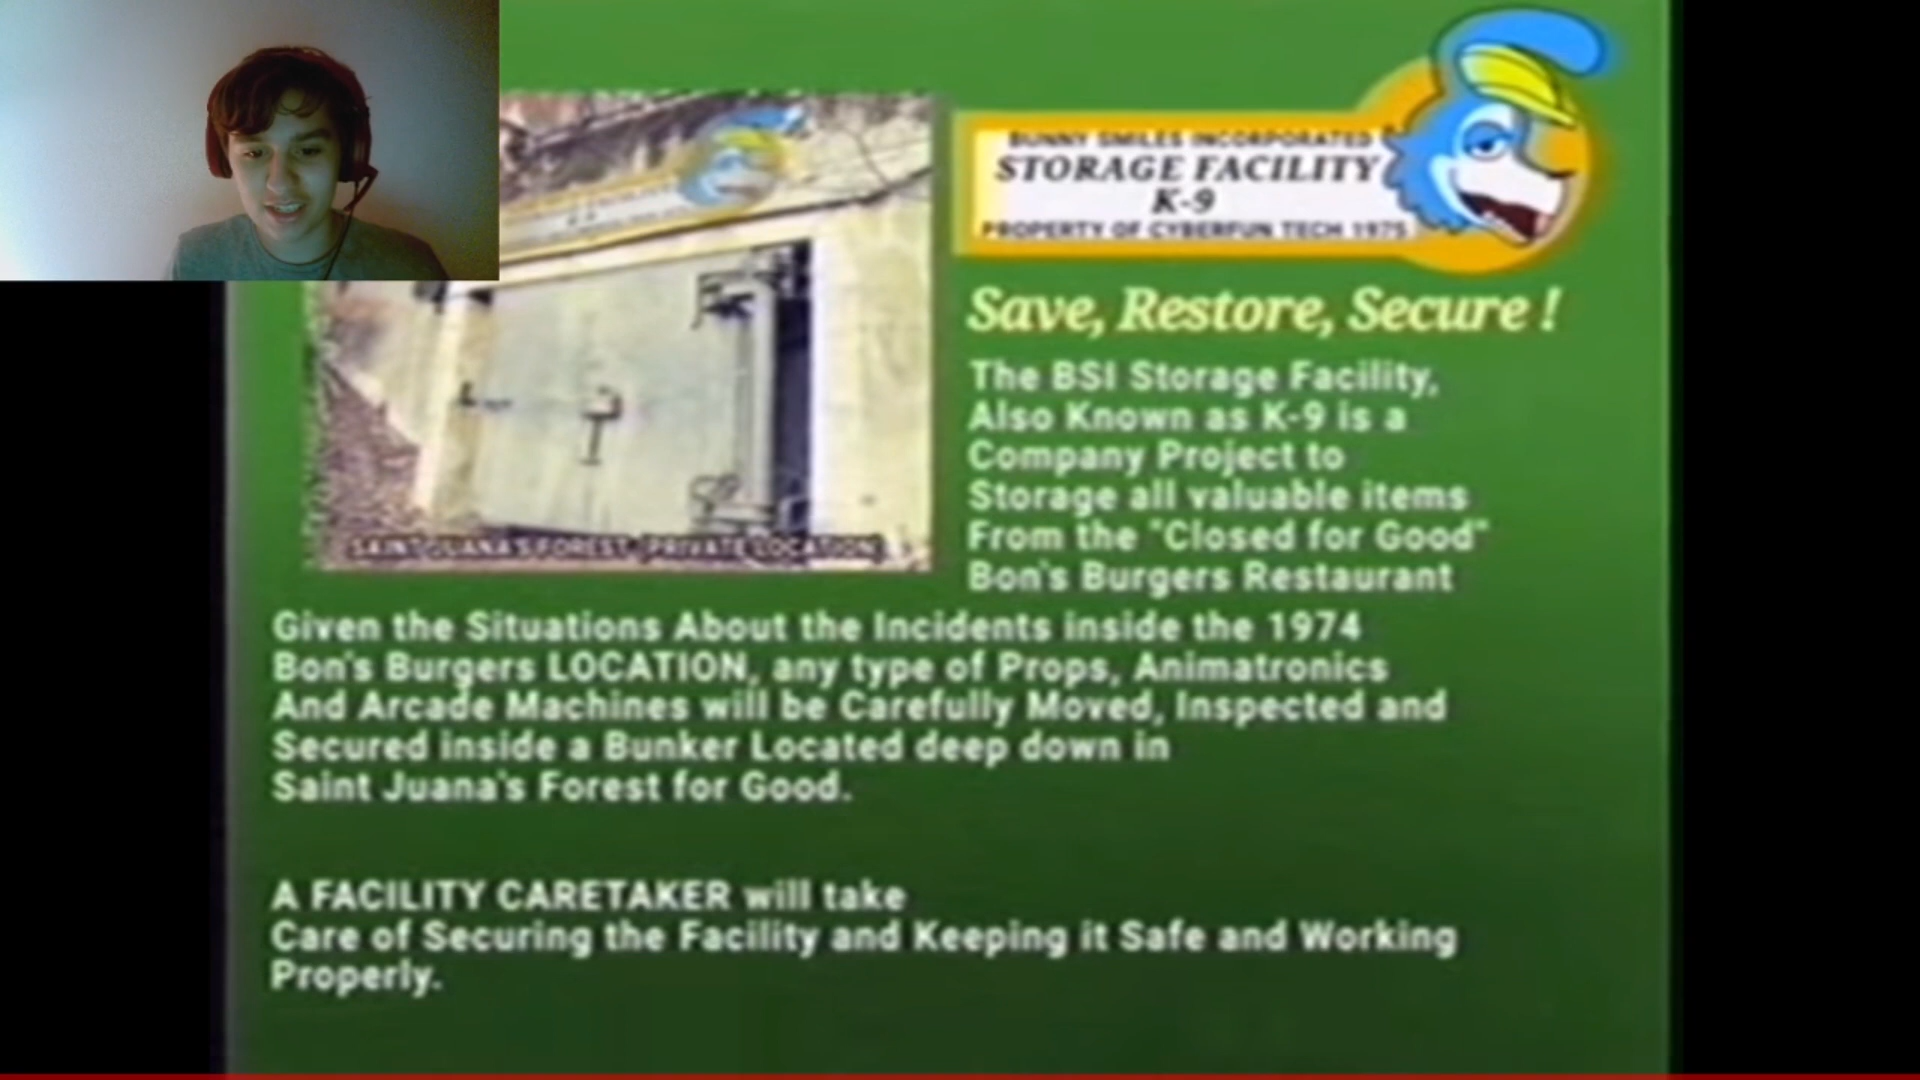 BUNNY SMILES INCORPORATED
STORAGE FACILITY
K-9
PROPERTY OF CYBERFUN TECH 1975
Save, Restore, Secure !
The BSI Storage Facility,
Also Known as K-9 is a
Company Project to
Storage all valuable items
From the "Closed for Good"
Bon's Burgers Restaurant
SAINT JUANA'S FOREST, (PRIVATE LOCATION)
Given the Situations About the Incidents inside the 1974
Bon's Burgers LOCATION, any type of Props, Animatronics
And Arcade Machines will be Carefully Moved, Inspected and
Secured inside a Bunker Located deep down in
Saint Juana's Forest for Good.
A FACILITY CARETAKER will take
Care of Securing the Facility and Keeping it Safe and Working
Properly.